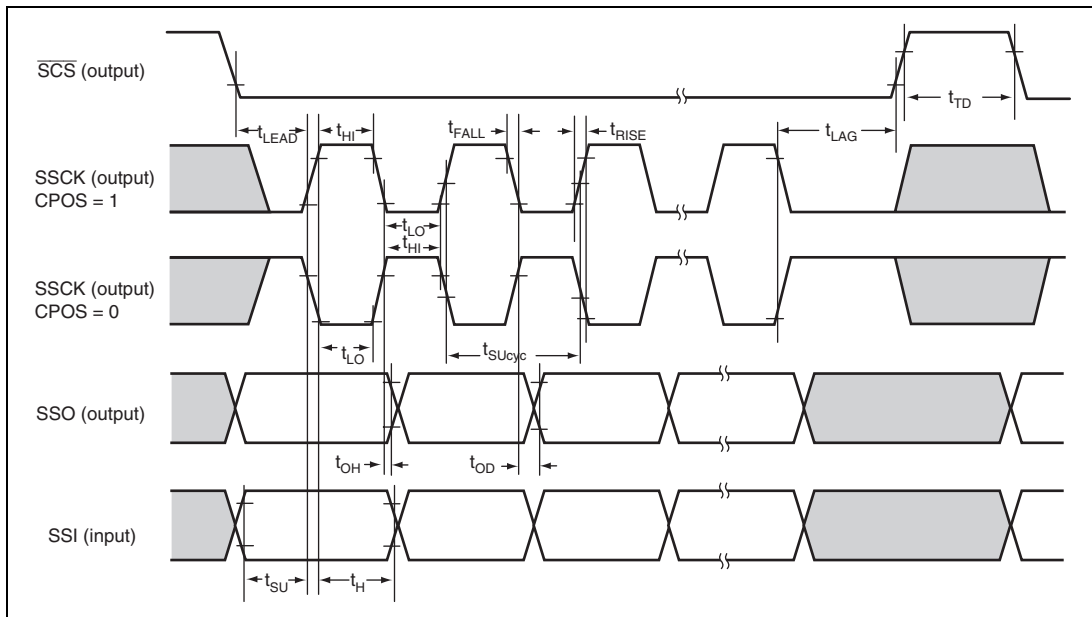 SCS (output)
tTD
tLEAD
tHI
tFALL
tRISE
tLAG
SSCK (output)
CPOS = 1
tLO
tHI
SSCK (output)
CPOS = 0
tLO
tSUcyc
SSO (output)
tOH
tOD
SSI (input)
tSU
tH